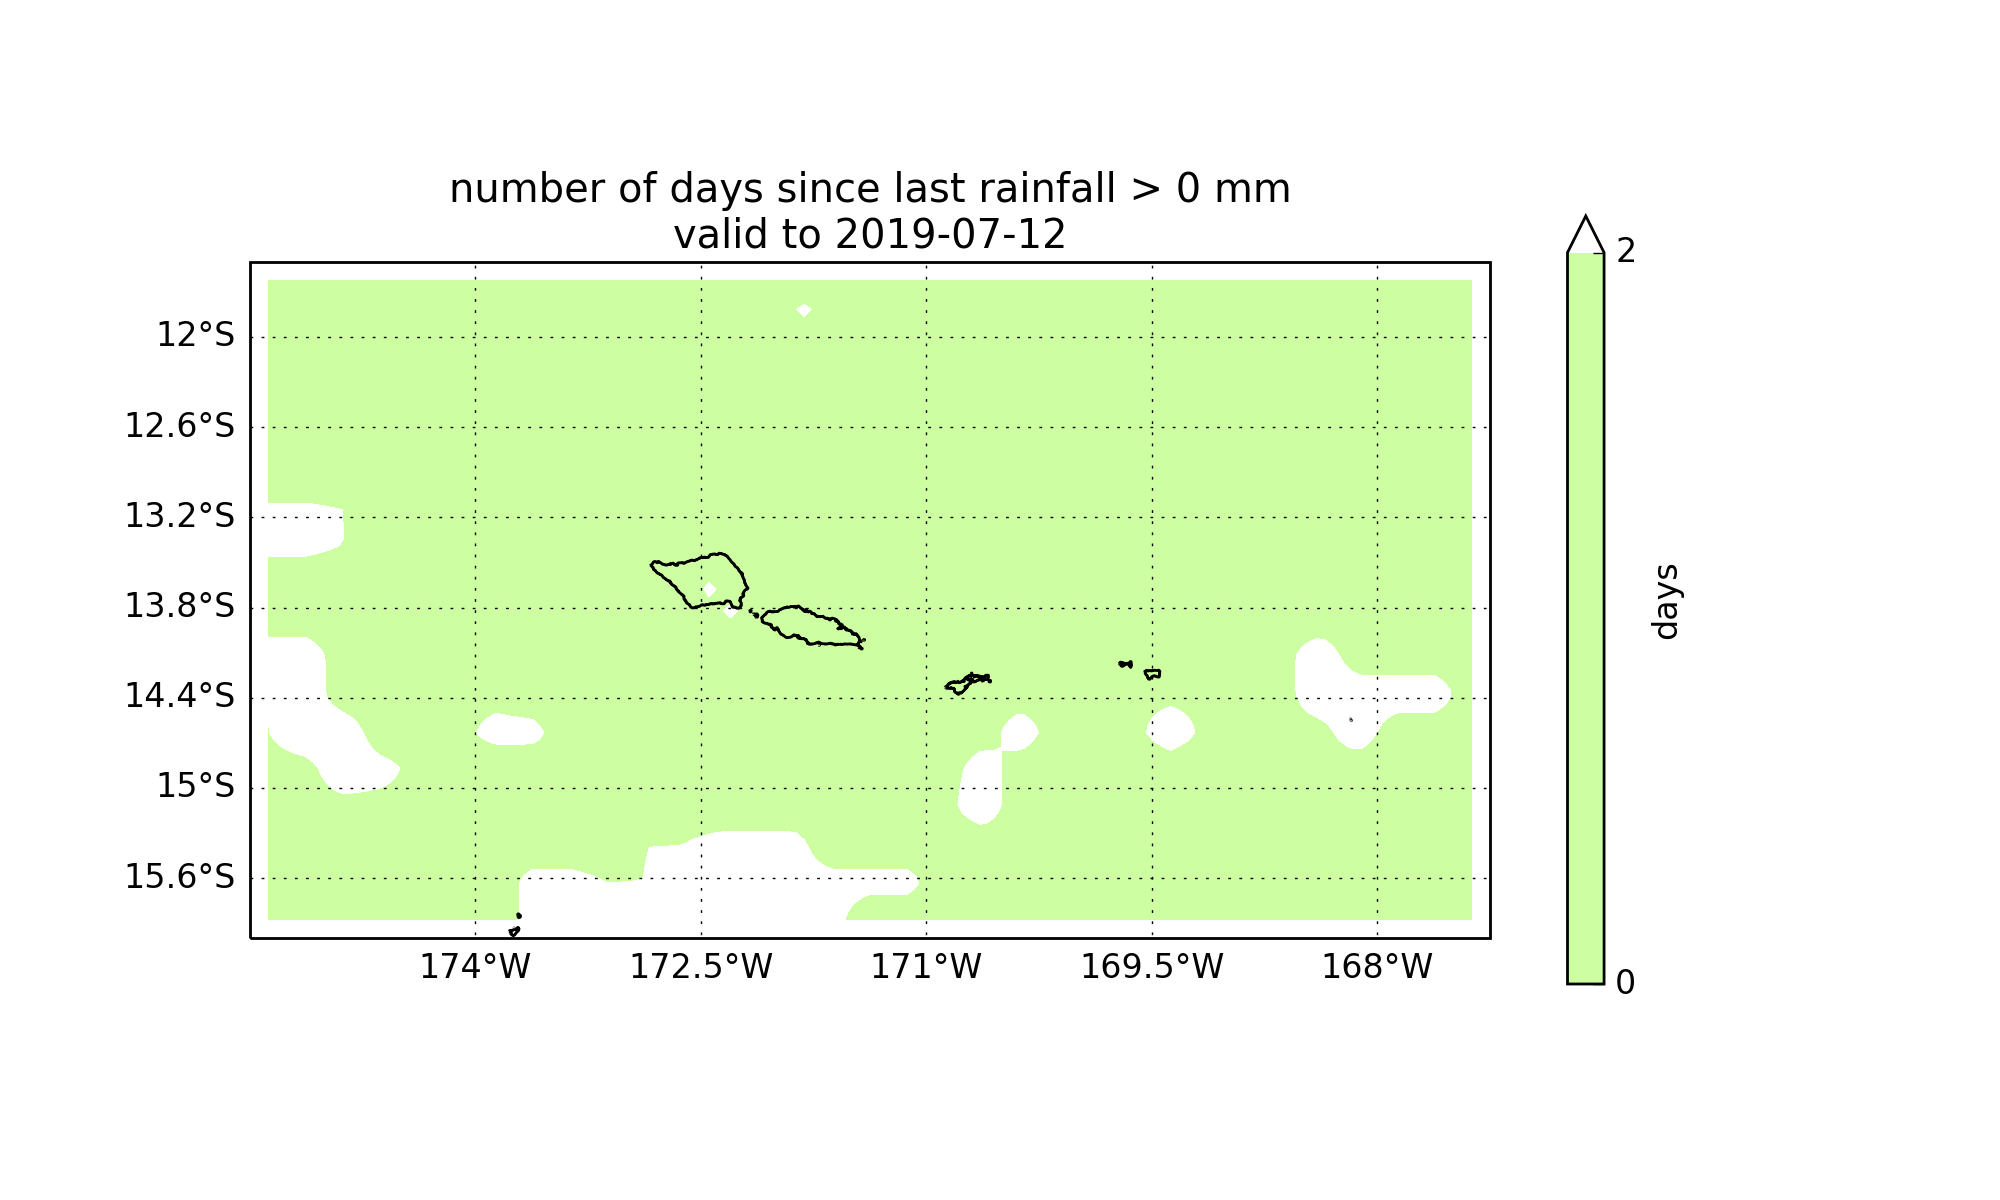 number of days since last rainfall > 0 mm
valid to 2019-07-12
2
12°S
12.6°S
13.2°S
13.8°S
days
14.4°S
15°S
15.6°S
174°W 172.5°W 171°W 169.5°W 168°W
0